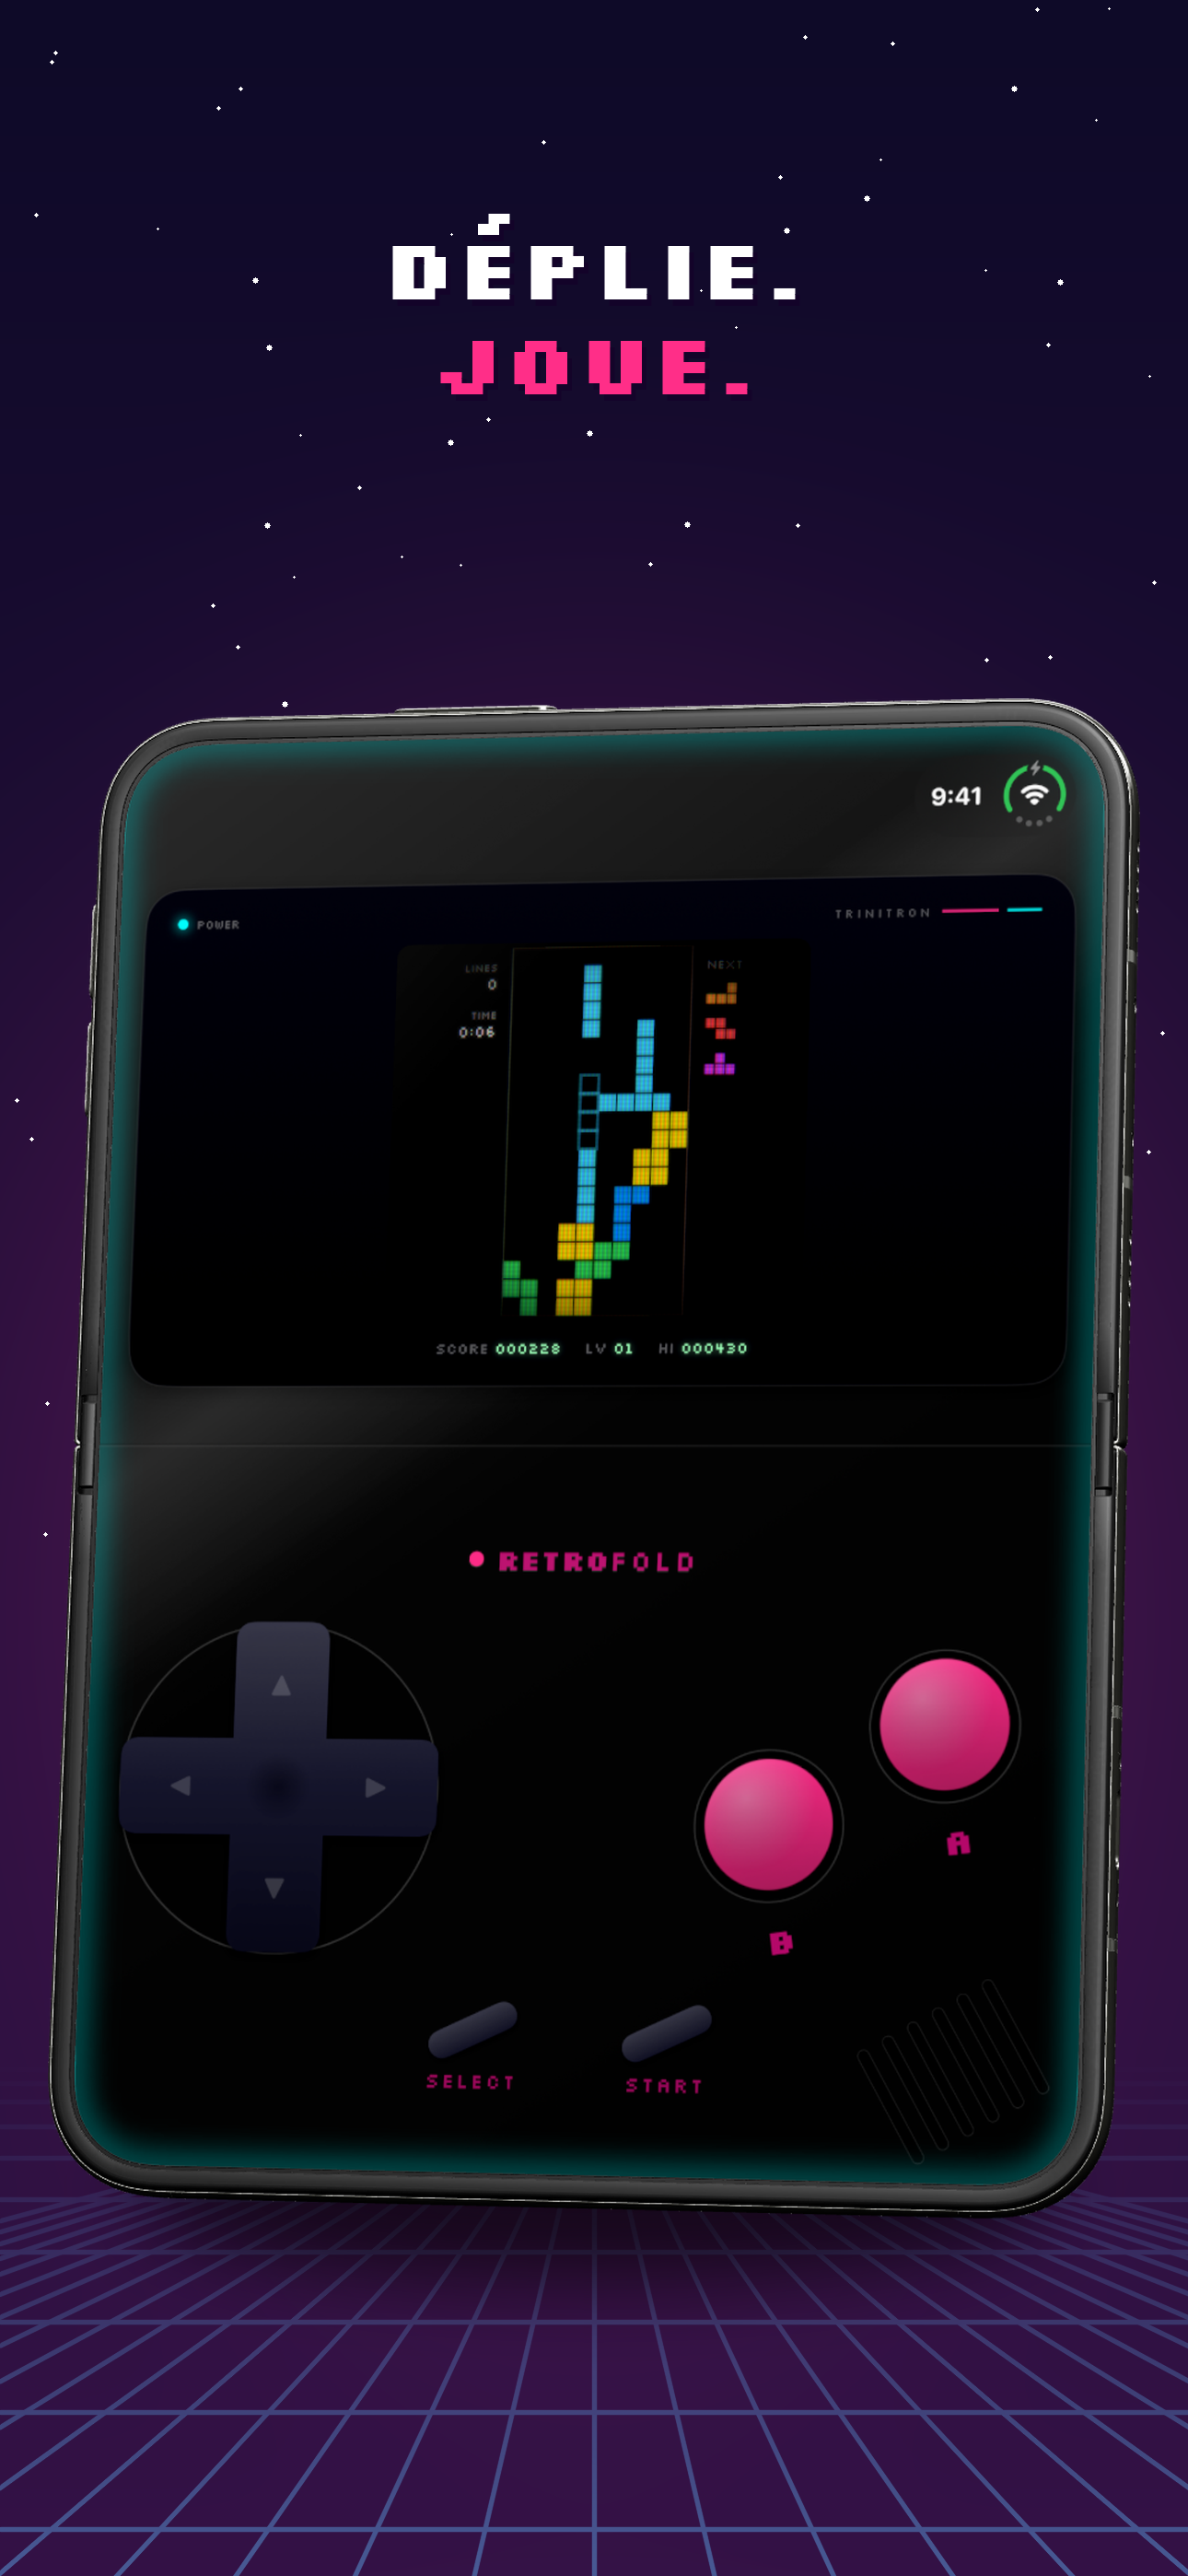 DÉPLIE.
JOUE.
9:41
POWER
TRINITRON
LINES
0
TIME
0:06
NEXT
SCORE 000228 LV 01 HI 000430
RETROFOLD
A
B
SELECT
START